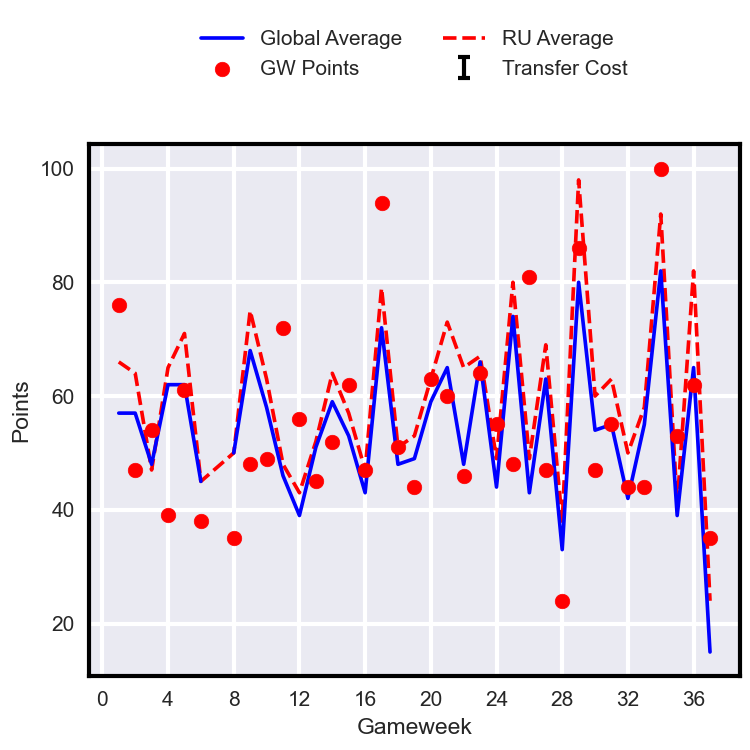 Global Average
RU Average
GW Points
Transfer Cost
100
80
60
40
20
Points
0 4 8 12 16 20 24 28 32 36
Gameweek